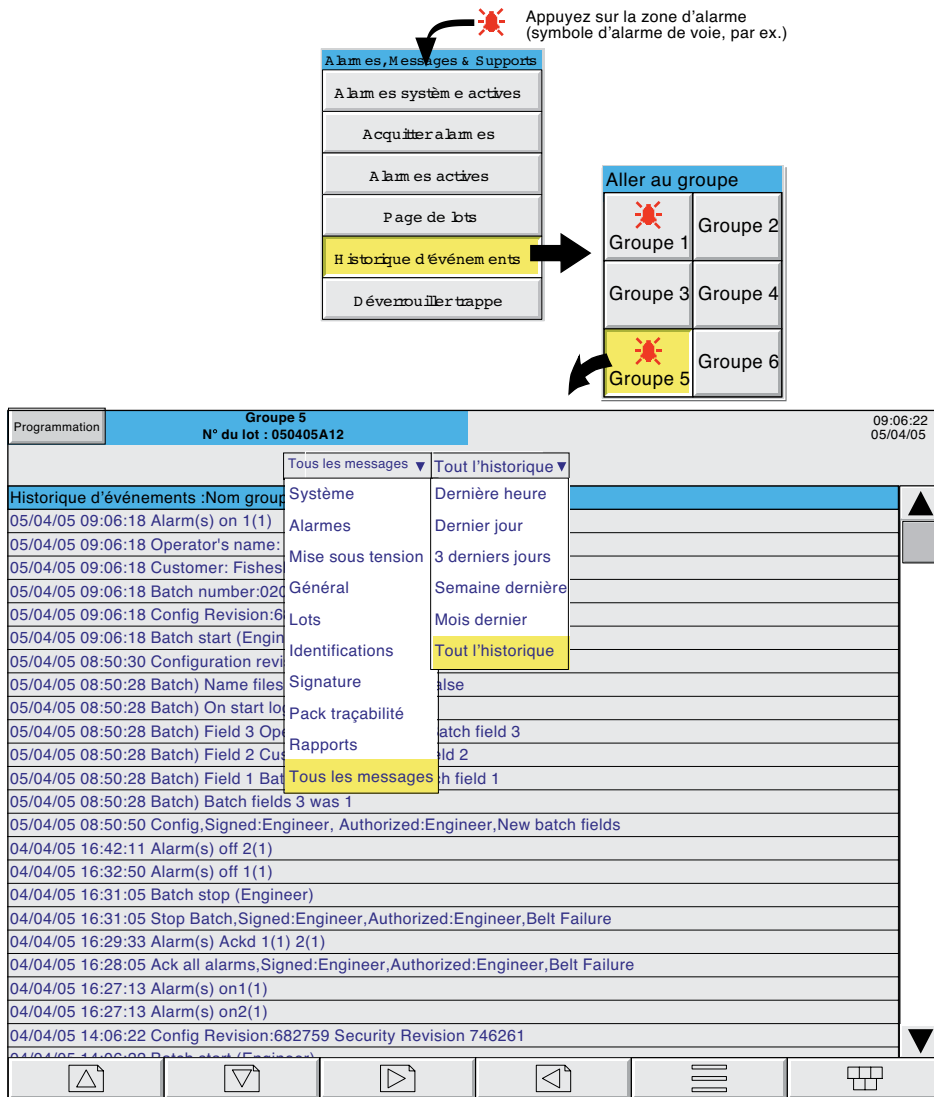 Appuyez sur la zone d'alarme
(symbole d'alarme de voie, par ex.)
Alarmes,Messages & Supports
Alarmes système actives
Acquitter alarmes
Alarmes actives
Page de lots
Historique d'événements
Déverrouiller trappe
Aller au groupe
Groupe 1
Groupe 2
Groupe 3
Groupe 4
Groupe 5
Groupe 6
Programmation
Groupe 5
N° du lot : 050405A12
09:06:22
05/04/05
Tous les messages
Tout l'historique
Système
Alarmes
Mise sous tension
Général
Lots
Identifications
Signature
Pack traçabilité
Rapports
Tous les messages
Dernière heure
Dernier jour
3 derniers jours
Semaine dernière
Mois dernier
Tout l'historique
Historique d'événements :Nom
05/04/05 09:06:18 Alarm(s) on 1(1)
05/04/05 09:06:18 Operator's name:
05/04/05 09:06:18 Customer: Fishes
05/04/05 09:06:18 Batch number:020
05/04/05 09:06:18 Config Revision:6
05/04/05 09:06:18 Batch start
05/04/05 08:50:30 Configuration
05/04/05 08:50:28 Batch) Name files
05/04/05 08:50:28 Batch) On start
05/04/05 08:50:28 Batch) Field 3 atch field 3
05/04/05 08:50:28 Batch) Field 2 eld 2
05/04/05 08:50:28 Batch) Field 1 ch field 1
05/04/05 08:50:28 Batch) Batch fields 3 was 1
05/04/05 08:50:50 Config,Signed:Engineer, Authorized:Engineer,New batch fields
04/04/05 16:42:11 Alarm(s) off 2(1)
04/04/05 16:32:50 Alarm(s) off 1(1)
04/04/05 16:31:05 Batch stop (Engineer)
04/04/05 16:31:05 Stop Batch,Signed:Engineer,Authorized:Engineer,Belt Failure
04/04/05 16:29:33 Alarm(s) Ackd 1(1) 2(1)
04/04/05 16:28:05 Ack all alarms,Signed:Engineer,Authorized:Engineer,Belt Failure
04/04/05 16:27:13 Alarm(s) on1(1)
04/04/05 16:27:13 Alarm(s) on2(1)
04/04/05 14:06:22 Config Revision:682759 Security Revision 746261